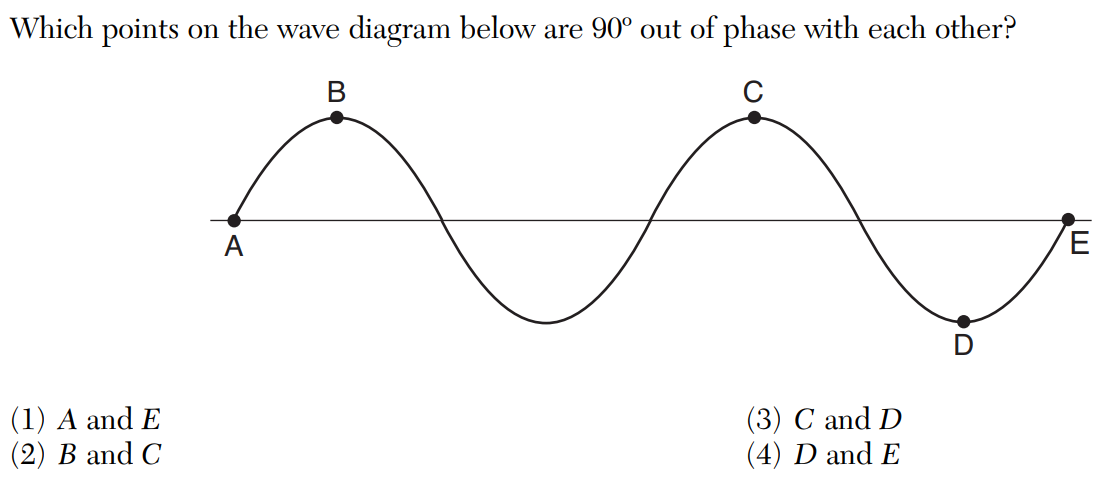 Which points on the wave diagram below are 90° out of phase with each other?
B
C
A
E
D
(1) A and E
(2) B and C
(3) C and D
(4) D and E